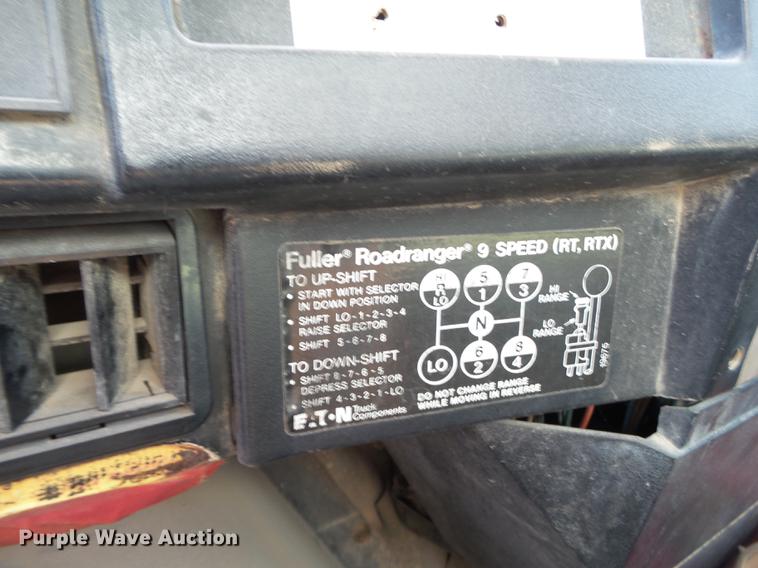 Fuller® Roadranger® 9 SPEED (RT, RTX)
TO UP-SHIFT
• START WITH SELECTOR
IN DOWN POSITION
• SHIFT LO-1-2-3-4
RAISE SELECTOR
• SHIFT 5-6-7-8
TO DOWN-SHIFT
• SHIFT 8-7-6-5
DEPRESS SELECTOR
• SHIFT 4-3-2-1-LO
EATON Truck
Components
LO
5
1
7
3
N
LO
6
2
8
4
HI
RANGE
LO
RANGE
DO NOT CHANGE RANGE
WHILE MOVING IN REVERSE
Purple Wave Auction